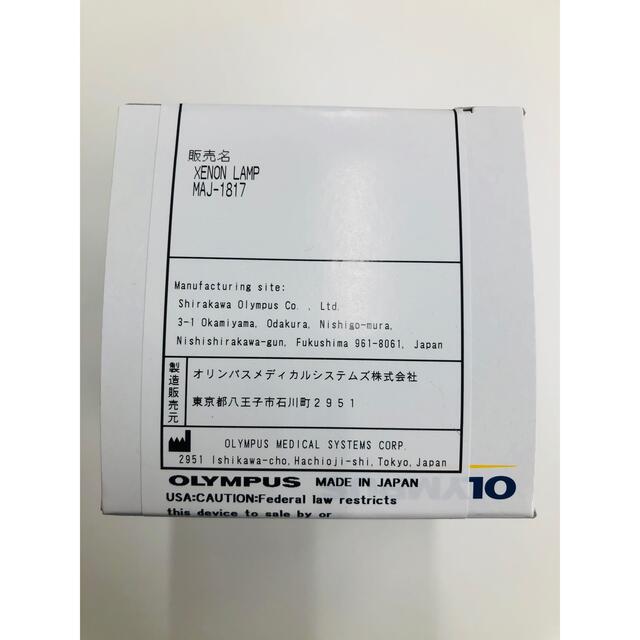 販売名
XENON LAMP
MAJ-1817
Manufacturing site:
Shirakawa Olympus Co. , Ltd.
3-1 Okamiyama, Odakura, Nishigo-mura,
Nishishirakawa-gun, Fukushima 961-8061, Japan
製造販売元
オリンパスメディカルシステムズ株式会社
東京都八王子市石川町2951
OLYMPUS MEDICAL SYSTEMS CORP.
2951 Ishikawa-cho, Hachioji-shi, Tokyo, Japan
OLYMPUS MADE IN JAPAN
USA:CAUTION:Federal law restricts
this device to sale by or